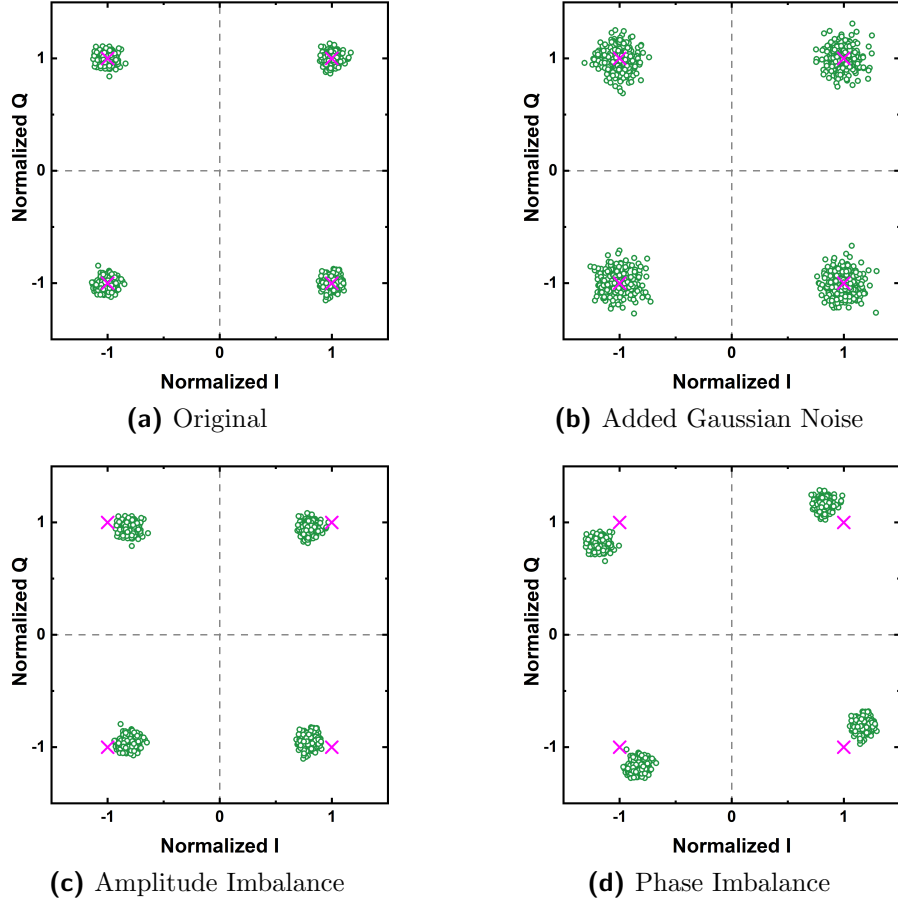 Normalized Q
1
0
-1
-1
0
1
Normalized I
(a) Original
Normalized Q
1
0
-1
-1
0
1
Normalized I
(b) Added Gaussian Noise
Normalized Q
1
0
-1
-1
0
1
Normalized I
(c) Amplitude Imbalance
Normalized Q
1
0
-1
-1
0
1
Normalized I
(d) Phase Imbalance